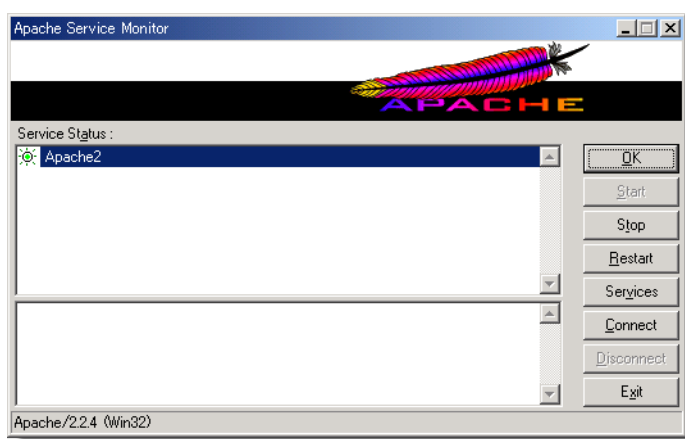 Apache Service Monitor
APACHE
Service Status :
Apache2
OK
Start
Stop
Restart
Services
Connect
Disconnect
Exit
Apache/2.2.4 (Win32)